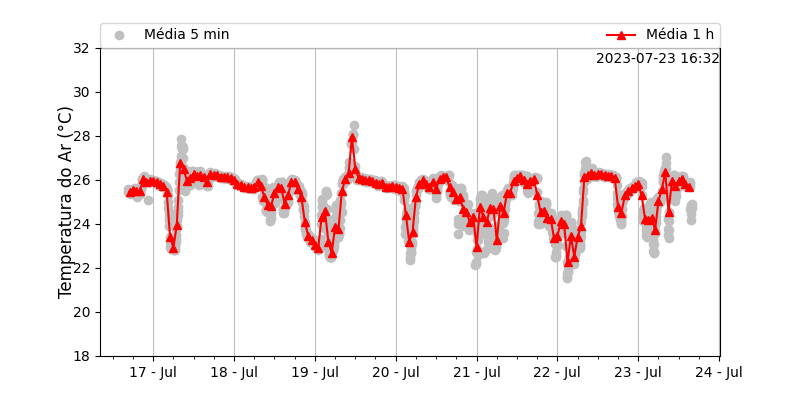 Média 5 min
Média 1 h
2023-07-23 16:32
Temperatura do Ar (°C)
32
30
28
26
24
22
20
18
17 - Jul
18 - Jul
19 - Jul
20 - Jul
21 - Jul
22 - Jul
23 - Jul
24 - Jul